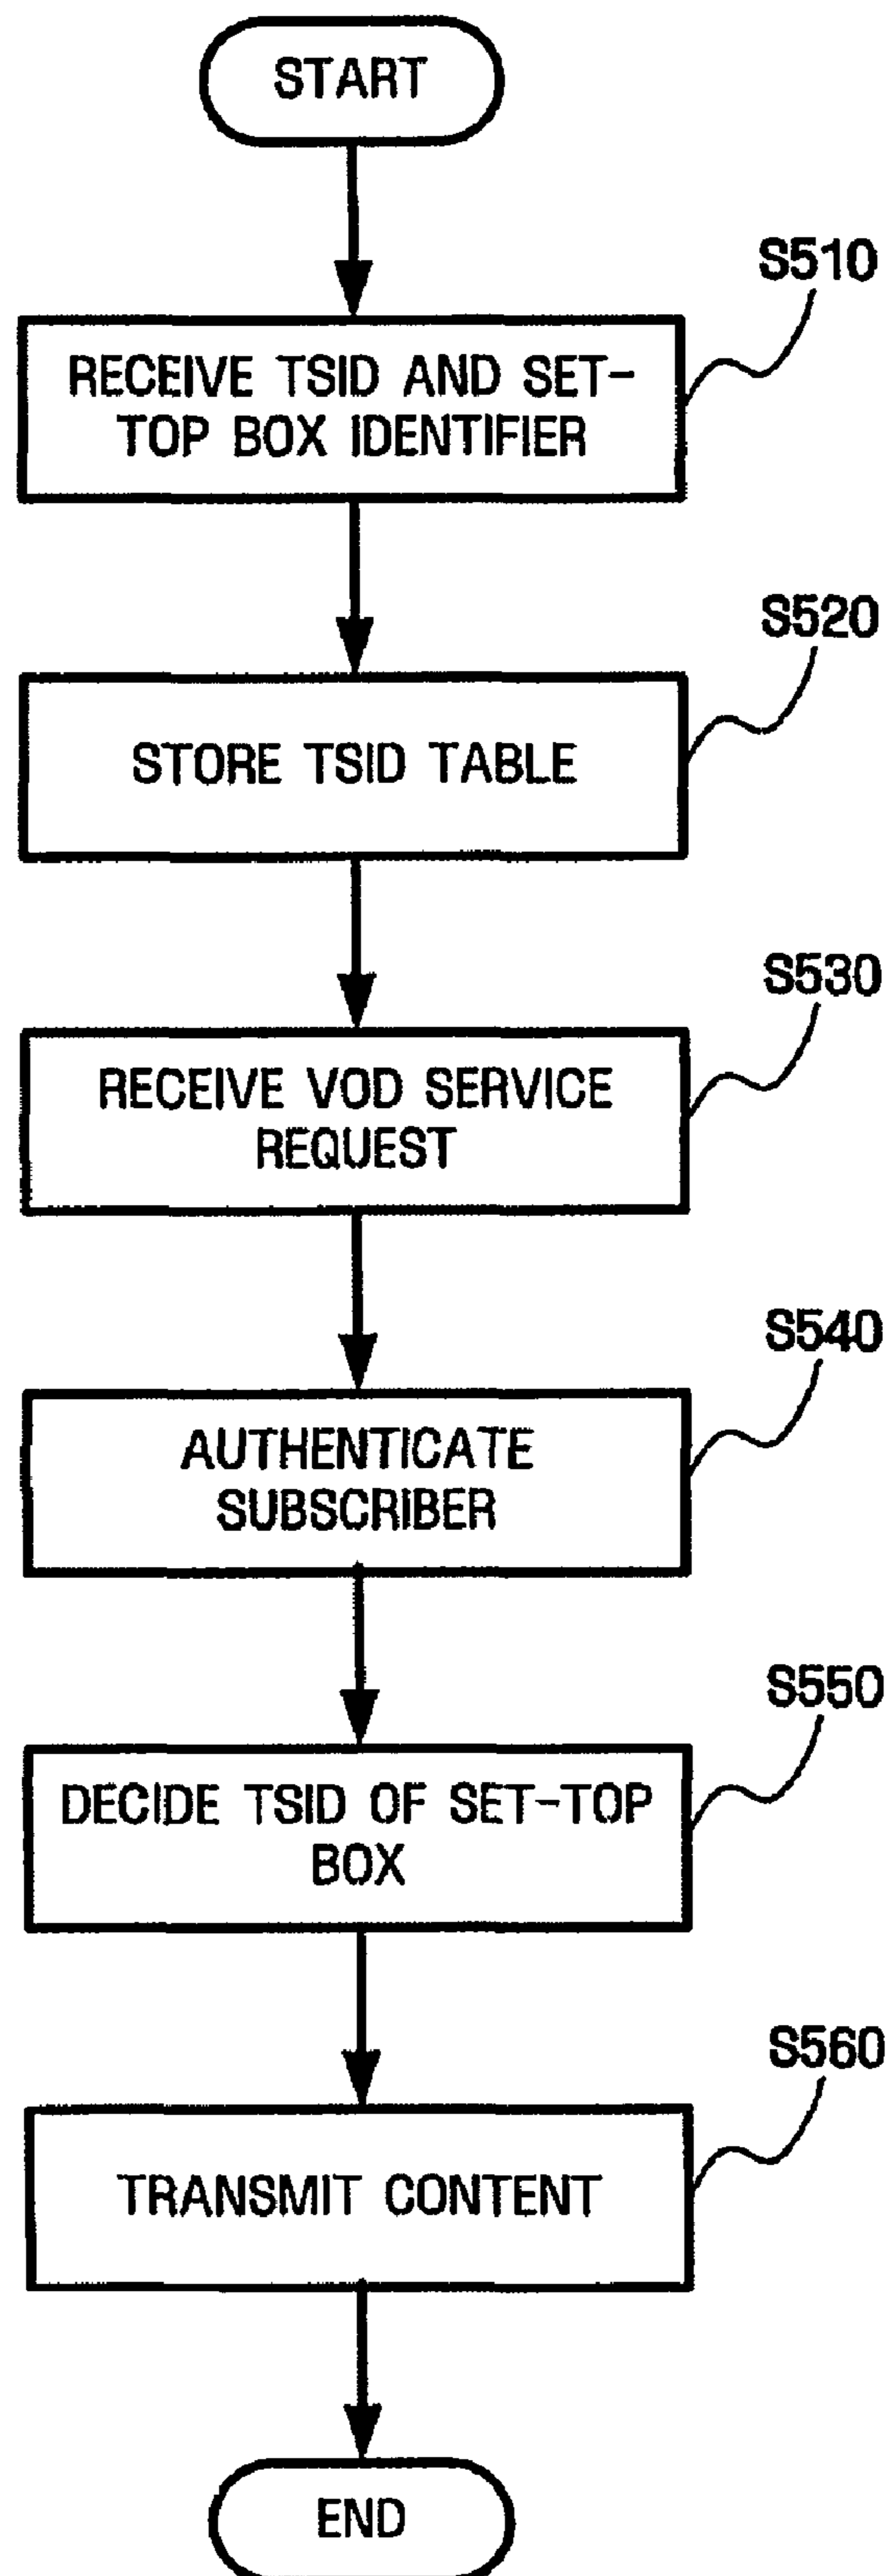 START
S510
RECEIVE TSID AND SET-
TOP BOX IDENTIFIER
S520
STORE TSID TABLE
S530
RECEIVE VOD SERVICE
REQUEST
S540
AUTHENTICATE
SUBSCRIBER
S550
DECIDE TSID OF SET-TOP
BOX
S560
TRANSMIT CONTENT
END